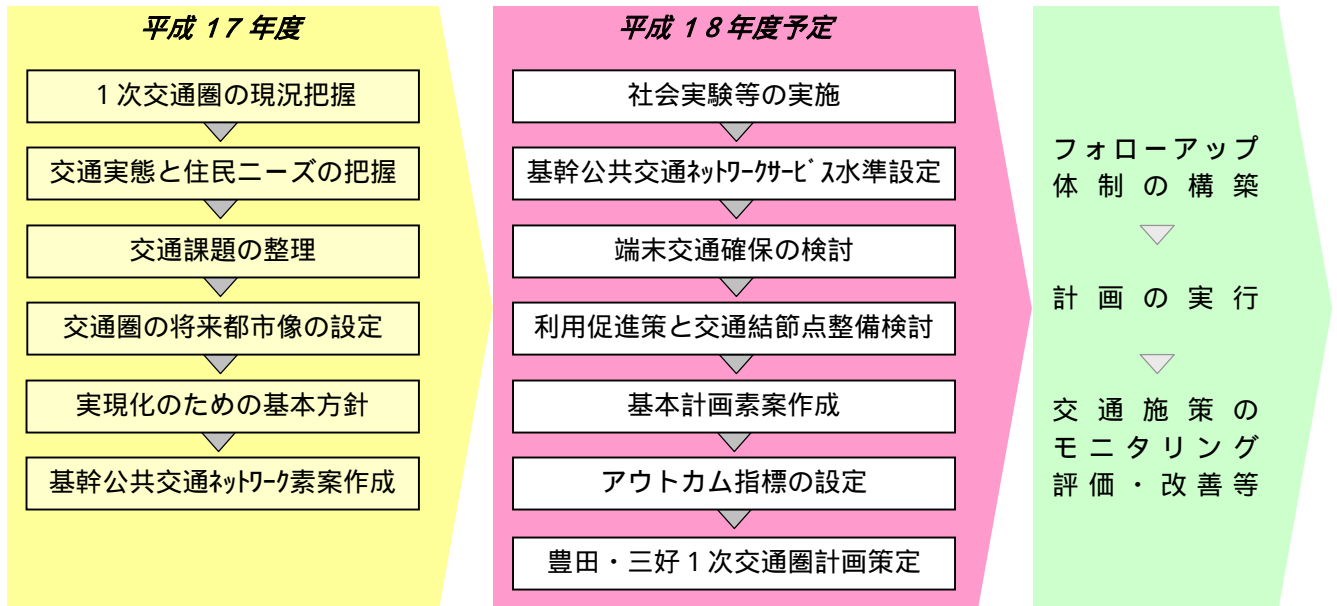 平成17年度
1次交通圏の現況把握
交通実態と住民ニーズの把握
交通課題の整理
交通圏の将来都市像の設定
実現化のための基本方針
基幹公共交通ﾈｯﾄﾜｰｸ素案作成
平成18年度予定
社会実験等の実施
基幹公共交通ﾈｯﾄﾜｰｸｻｰﾋﾞｽ水準設定
端末交通確保の検討
利用促進策と交通結節点整備検討
基本計画素案作成
アウトカム指標の設定
豊田・三好1次交通圏計画策定
フォローアップ
体制の構築
計画の実行
交通施策の
モニタリング
評価・改善等